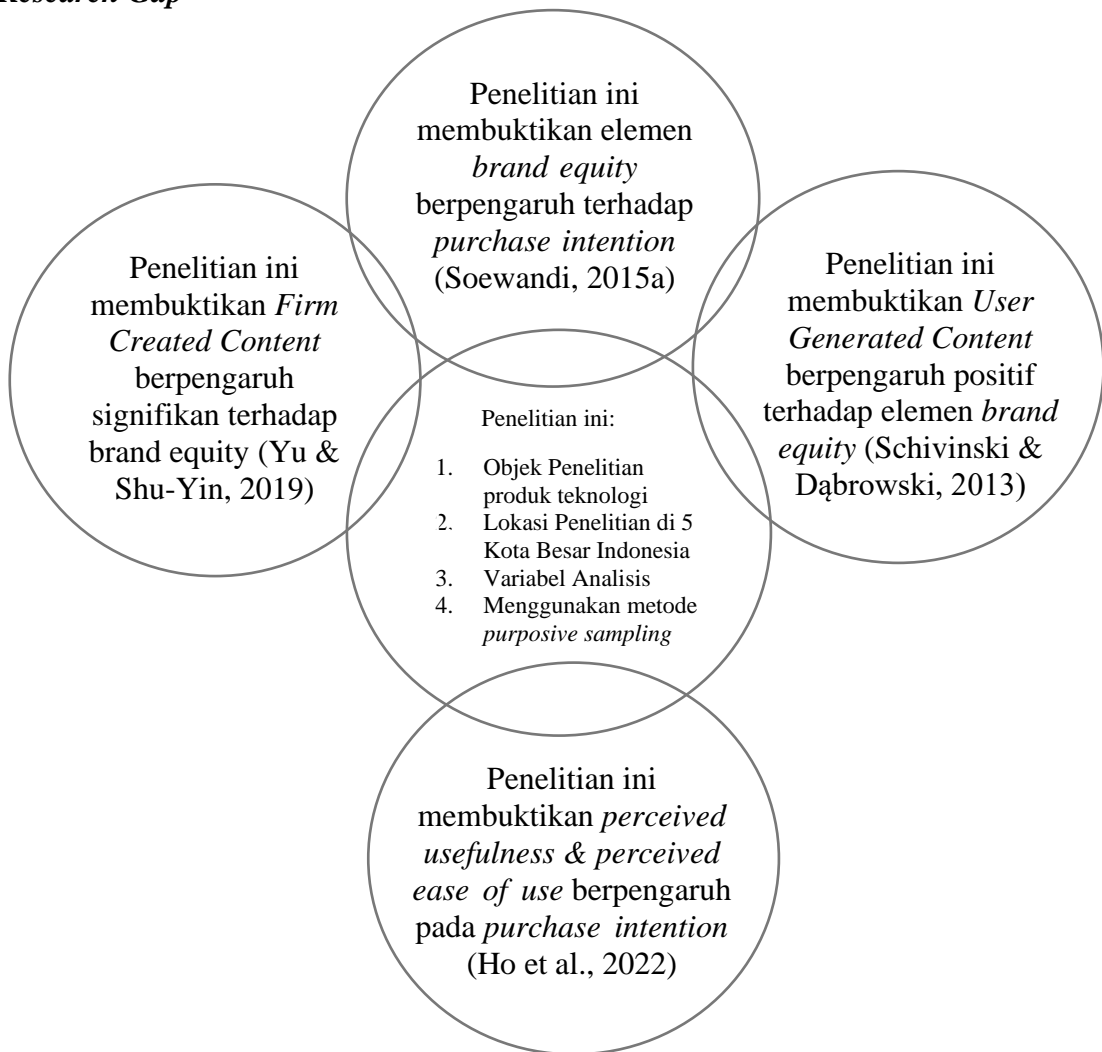 Research Gap
Penelitian ini
membuktikan elemen
brand equity
berpengaruh terhadap
purchase intention
(Soewandi, 2015a)
Penelitian ini
membuktikan Firm
Created Content
berpengaruh
signifikan terhadap
brand equity (Yu &
Shu-Yin, 2019)
Penelitian ini
membuktikan User
Generated Content
berpengaruh positif
terhadap elemen brand
equity (Schivinski &
Dąbrowski, 2013)
Penelitian ini:
1. Objek Penelitian
produk teknologi
2. Lokasi Penelitian di 5
Kota Besar Indonesia
3. Variabel Analisis
4. Menggunakan metode
purposive sampling
Penelitian ini
membuktikan perceived
usefulness & perceived
ease of use berpengaruh
pada purchase intention
(Ho et al., 2022)